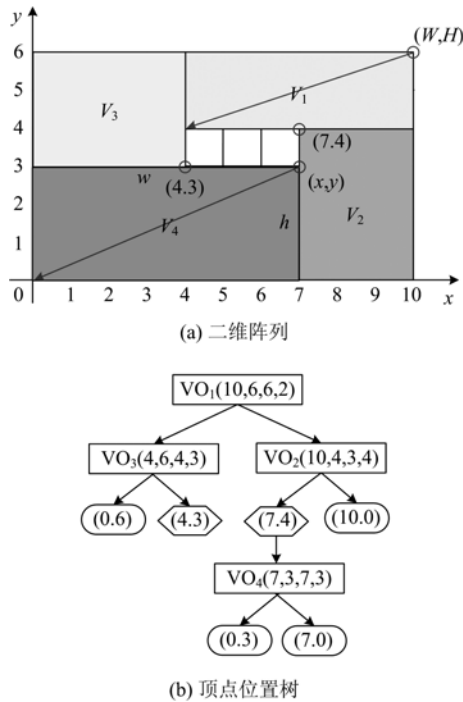 y
(W,H)
6
V₁
5
V₃
4
(7.4)
3
w
(4.3)
(x,y)
2
V₄
h
V₂
1
0
1 2 3 4 5 6 7 8 9 10
x
(a) 二维阵列
VO₁(10,6,6,2)
VO₃(4,6,4,3) VO₂(10,4,3,4)
(0.6) (4.3) (7.4) (10.0)
VO₄(7,3,7,3)
(0.3) (7.0)
(b) 顶点位置树